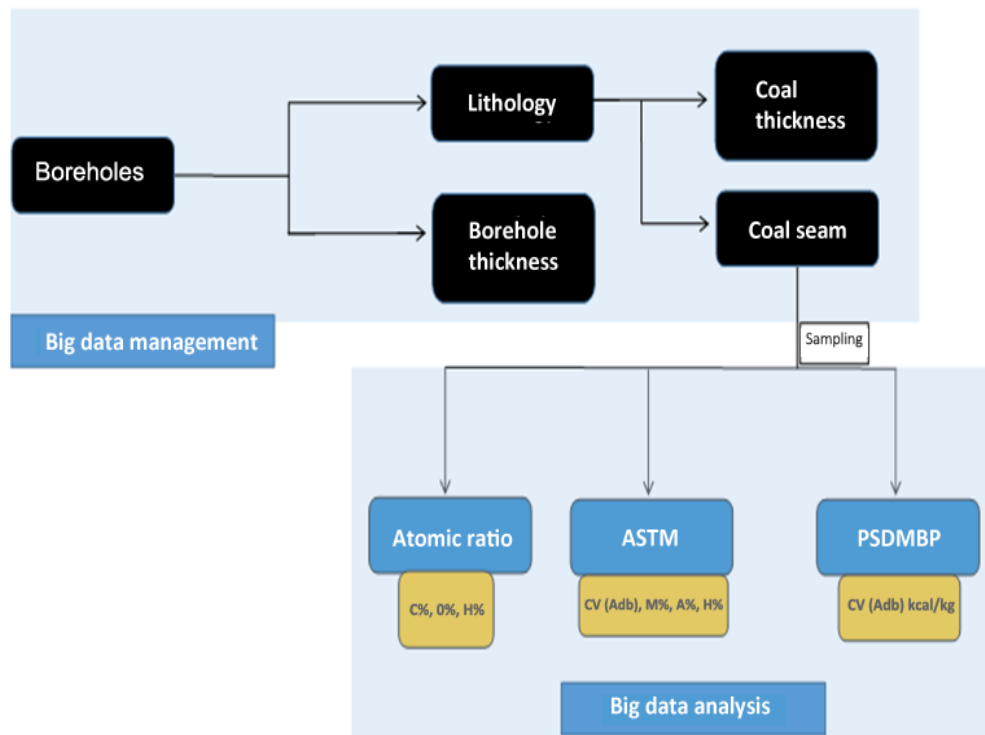 Boreholes
Lithology
Coal
thickness
Borehole
thickness
Coal seam
Big data management
Sampling
Atomic ratio
C%, 0%, H%
ASTM
CV (Adb), M%, A%, H%
PSDMBP
CV (Adb) kcal/kg
Big data analysis